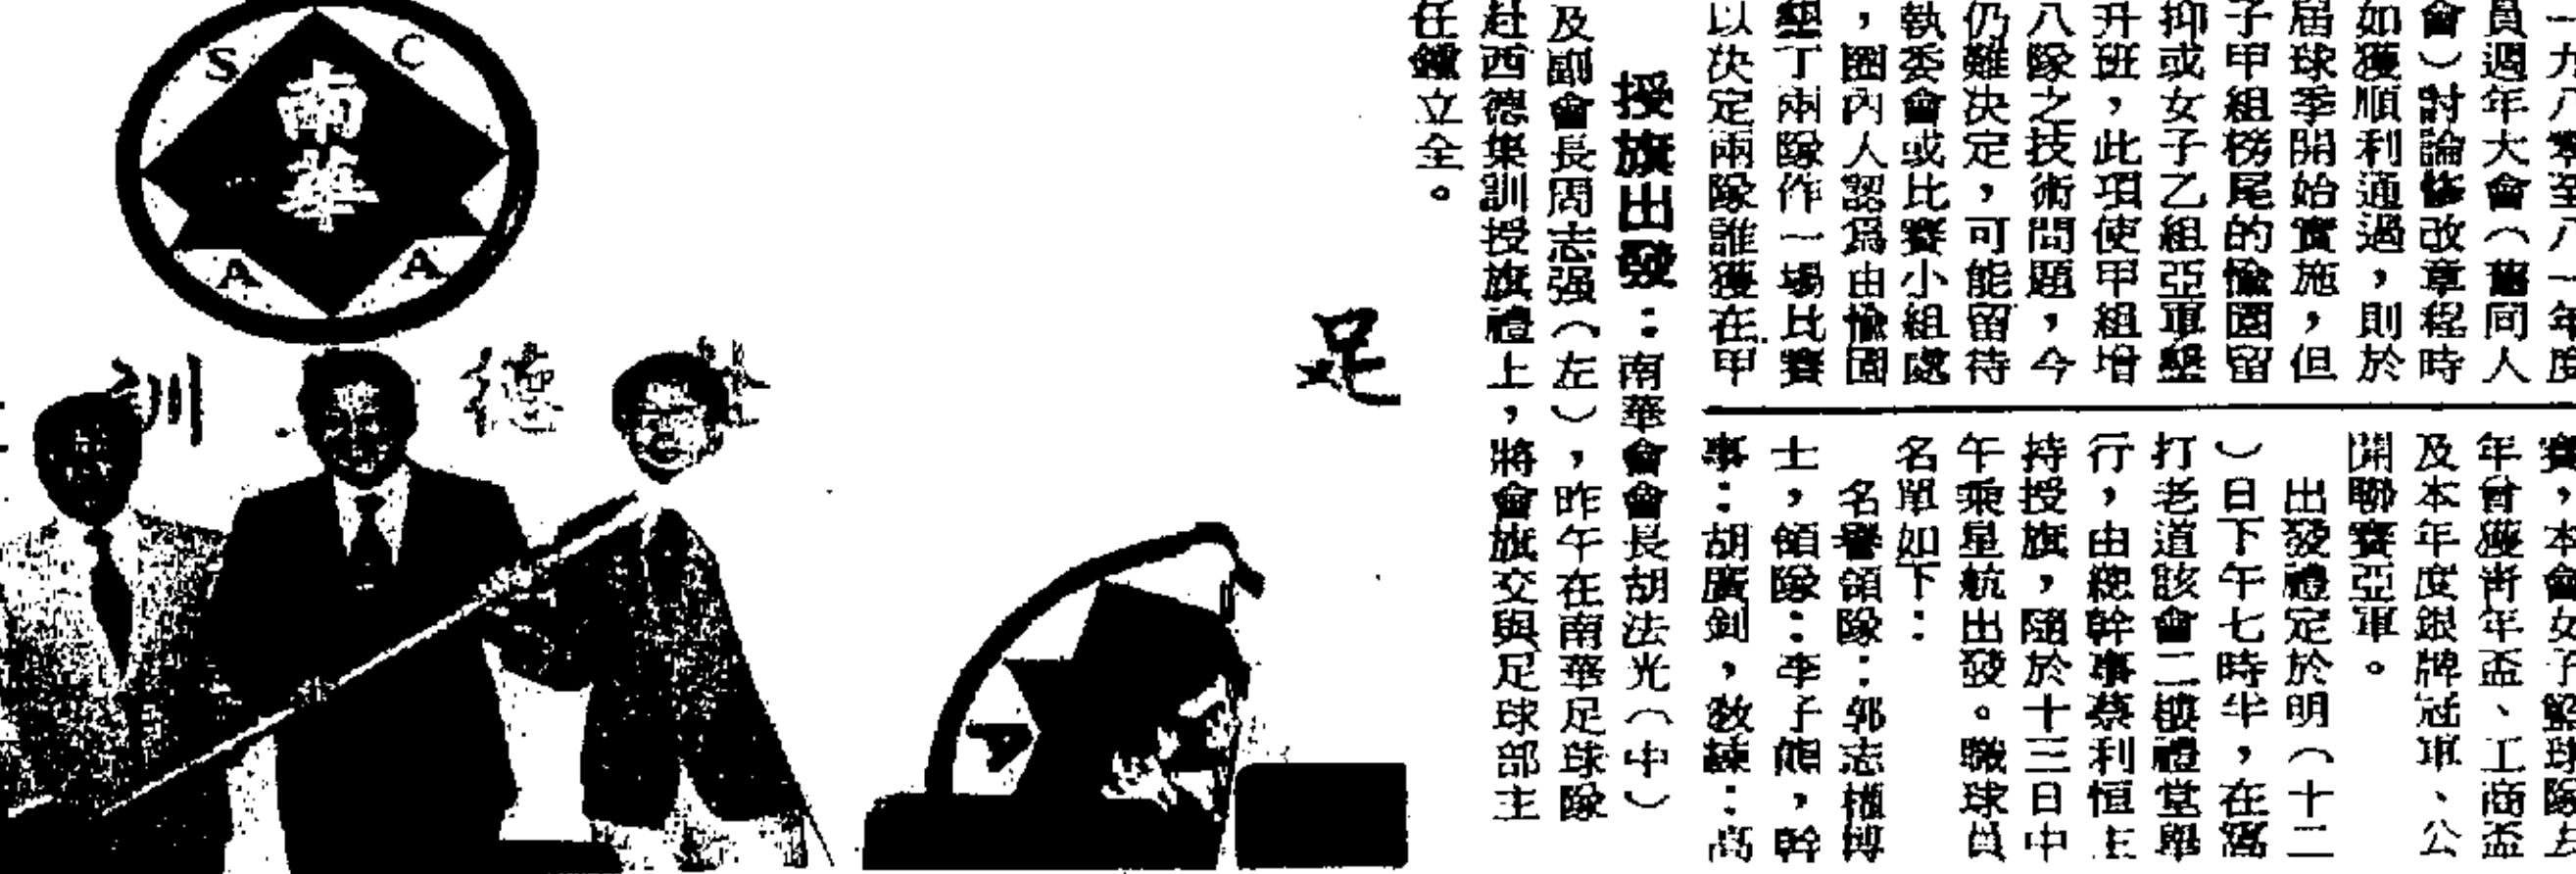 一九八零至八一年度
員週年大會（舊同人
會）討論修改章程時
如獲順利通過，則於
屆球季開始實施，但
子甲組榜尾的愉園留
抑或女子乙組亞軍墾
升班，此項使甲組增
八隊之技術問題，今
仍難決定，可能留待
執委會或比賽小組處
，圈內人認爲由愉園
墾丁兩隊作一場比賽
以決定兩隊誰獲在甲
賽，本會女子籃球隊去
年曾獲青年盃、工商盃
及本年度銀牌冠軍、公
開聯賽亞軍。
出發禮定於明（十二
）日下午七時半，在窩
打老道該會二樓禮堂舉
行，由總幹事蔡利恒主
持授旗，隨於十三日中
午乘星航出發。職球員
名單如下：
名譽領隊：郭志權博
士，領隊：李子熊，幹
事：胡廣釗，教練：高
授旗出發：南華會會長胡法光（中）
及副會長周志强（左），昨午在南華足球隊
赴西德集訓授旗禮上，將會旗交與足球部主
任鍾立全。
S C
南華
A A
足
德
訓
A